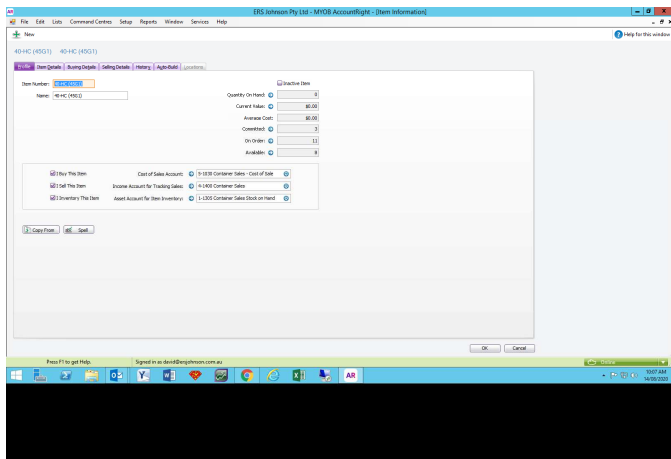 ERS Johnson Pty Ltd - MYOB AccountRight - [Item Information]
File Edit Lists Command Centres Setup Reports Window Services Help
New
Help for this window
40-HC (45G1) 40-HC (45G1)
Profile Item Details Buying Details Selling Details History Auto-Build Locations
Item Number: 40-HC (45G1)
Inactive Item
Name: 40-HC (45G1)
Quantity On Hand: 0
Current Value: $0.00
Average Cost: $0.00
Committed: 3
On Order: 11
Available: 8
I Buy This Item Cost of Sales Account: 5-1030 Container Sales - Cost of Sale
I Sell This Item Income Account for Tracking Sales: 4-1400 Container Sales
I Inventory This Item Asset Account for Item Inventory: 1-1305 Container Sales Stock on Hand
Copy From Spell
OK Cancel
Press F1 to get Help. Signed in as david@ersjohnson.com.au
Online
AR
10:07 AM
14/09/2020